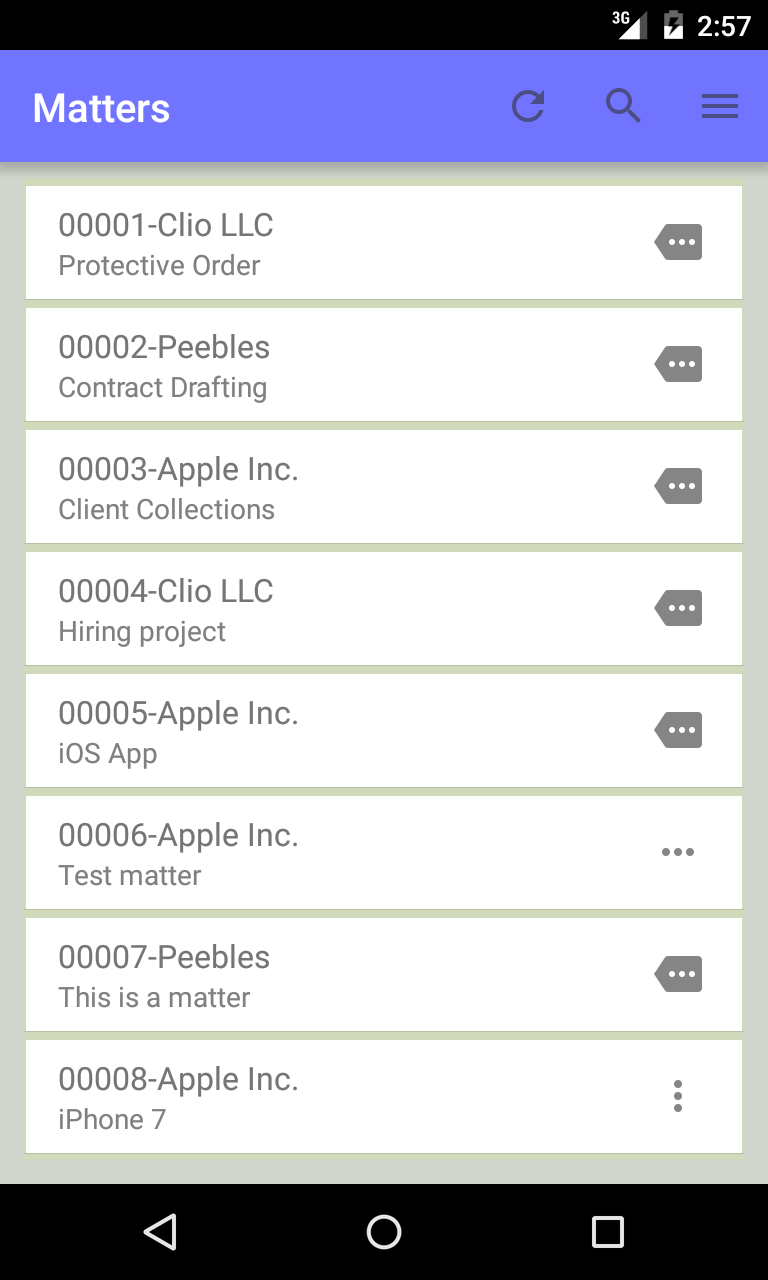 3G 2:57
Matters
00001-Clio LLC
Protective Order
00002-Peebles
Contract Drafting
00003-Apple Inc.
Client Collections
00004-Clio LLC
Hiring project
00005-Apple Inc.
iOS App
00006-Apple Inc.
Test matter
00007-Peebles
This is a matter
00008-Apple Inc.
iPhone 7